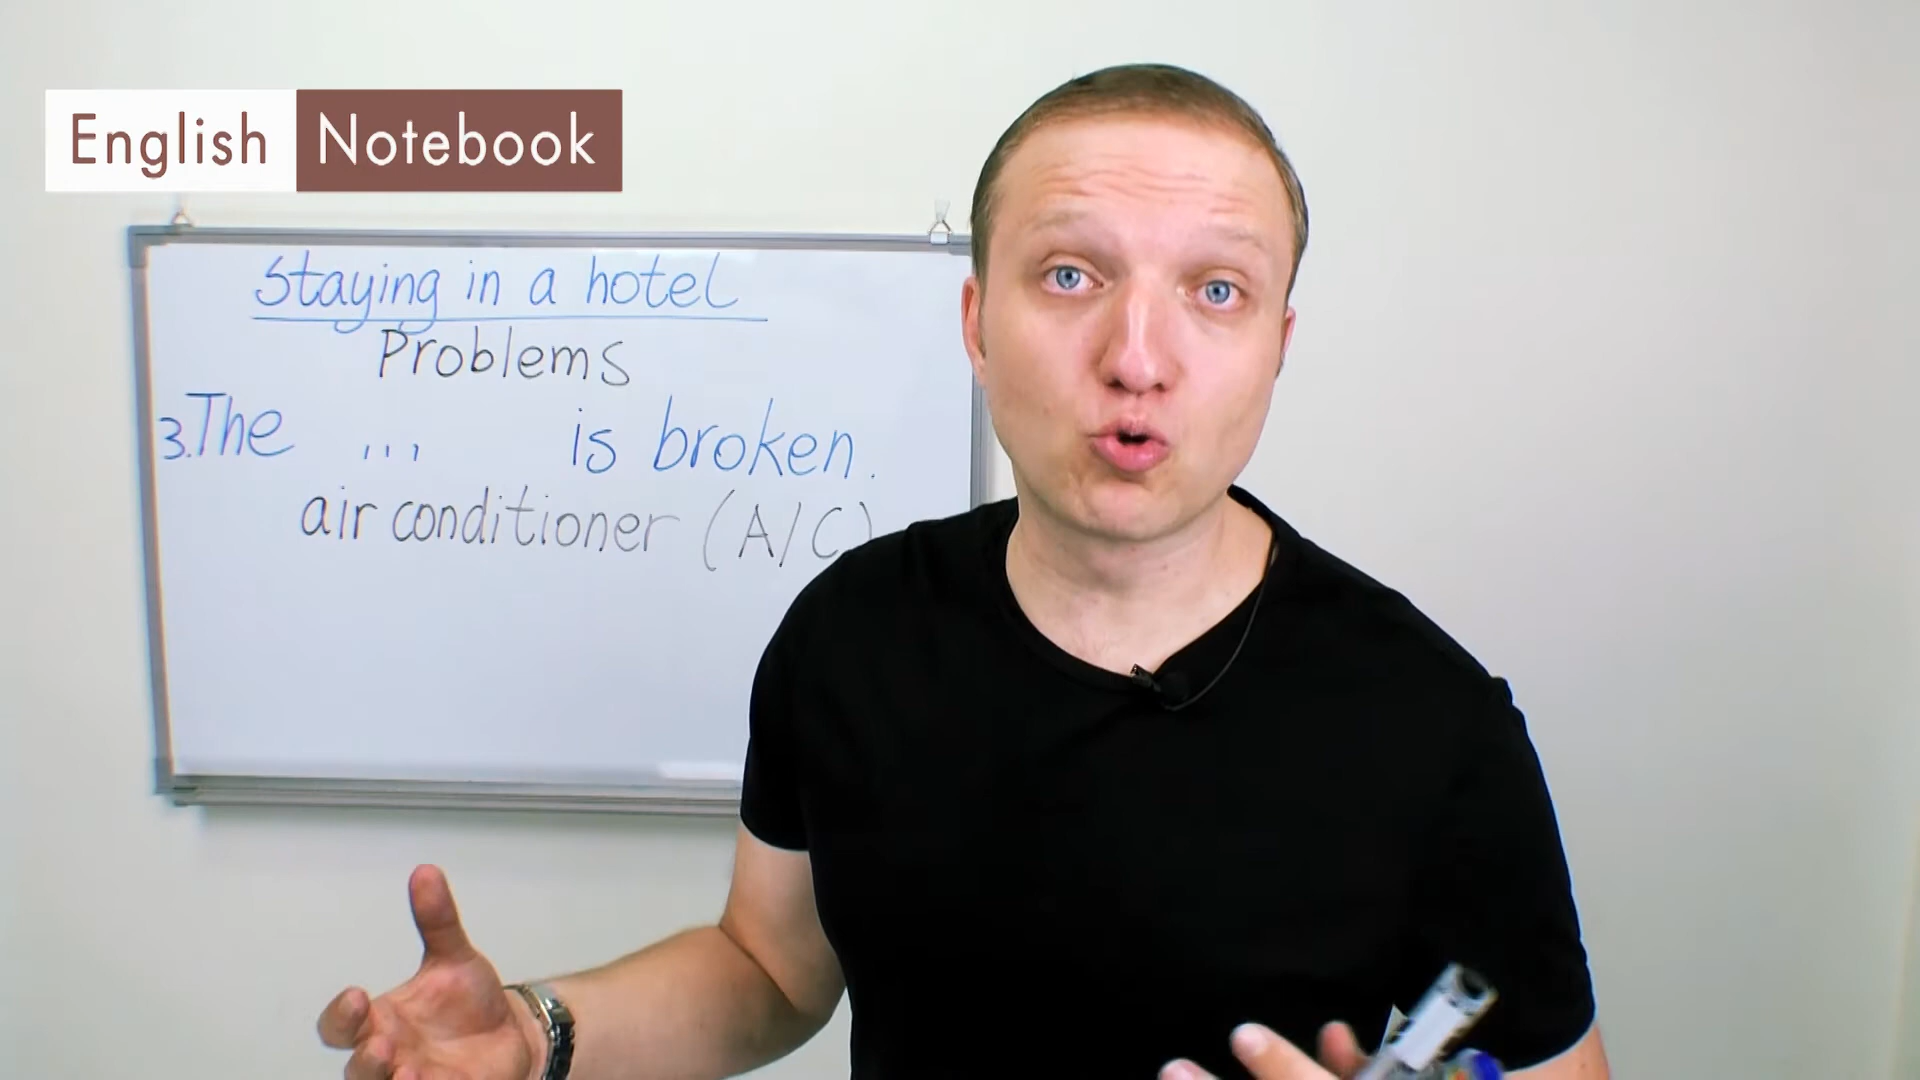 English Notebook
Staying in a hotel
Problems
3. The ... is broken.
air conditioner (A/C)